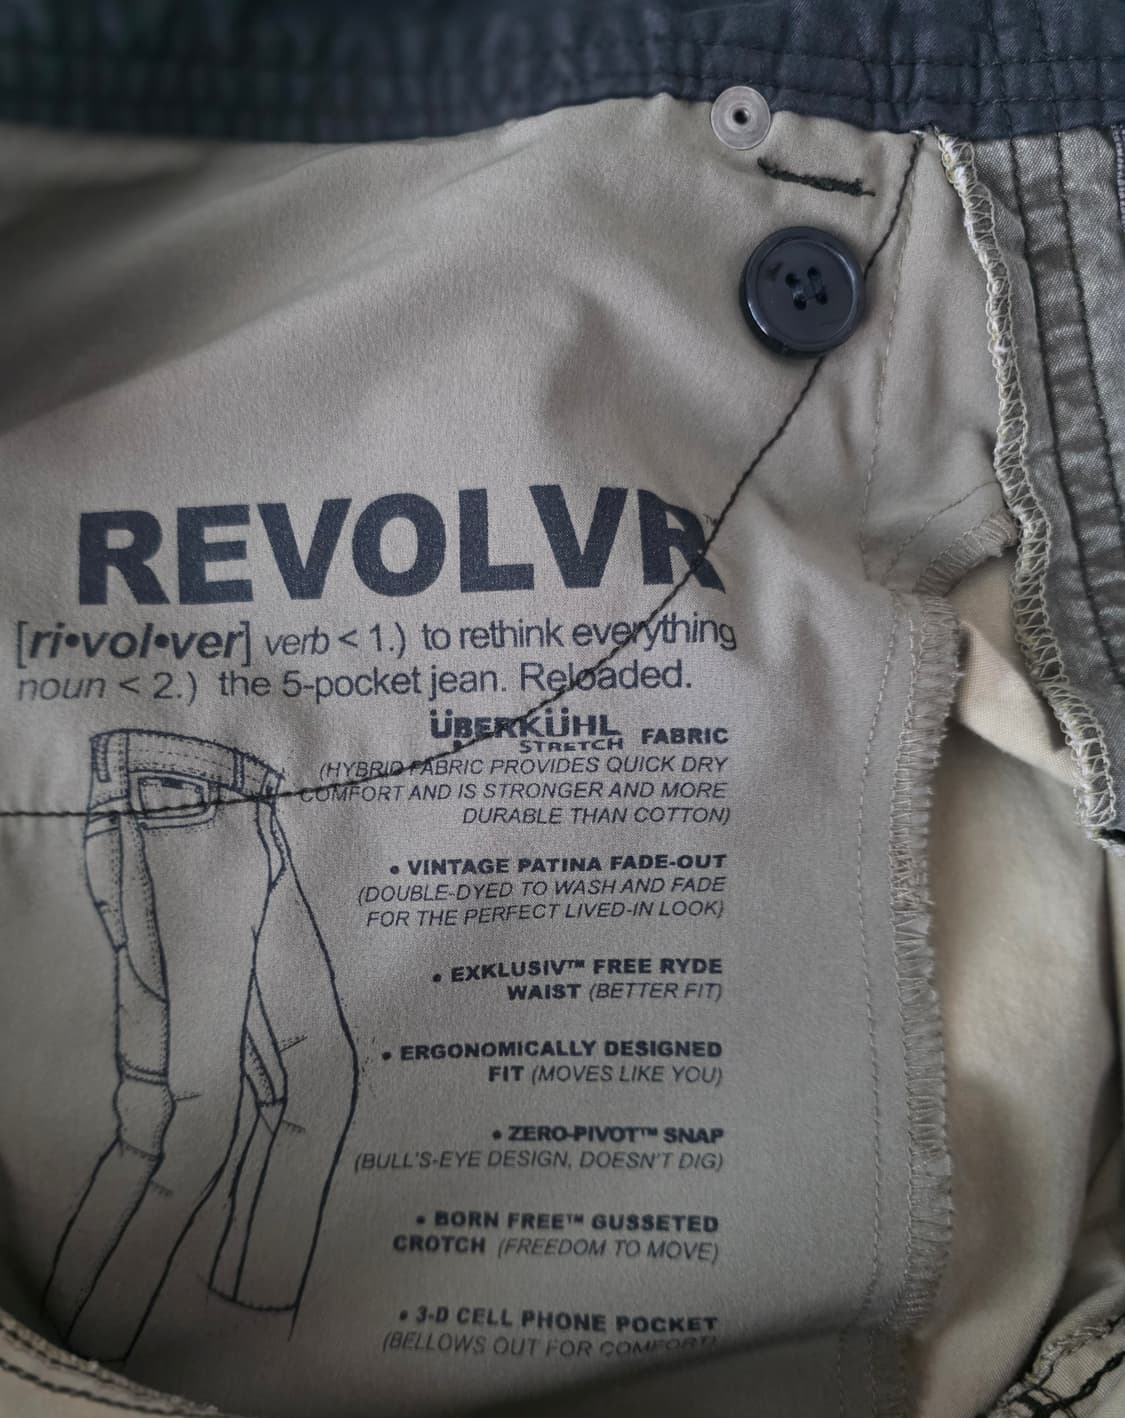 REVOLVR
[ri•vol•ver] verb < 1.) to rethink everything
noun < 2.) the 5-pocket jean. Reloaded.
ÜBERKÜHL
STRETCH FABRIC
(HYBRID FABRIC PROVIDES QUICK DRY
COMFORT AND IS STRONGER AND MORE
DURABLE THAN COTTON)
• VINTAGE PATINA FADE-OUT
(DOUBLE-DYED TO WASH AND FADE
FOR THE PERFECT LIVED-IN LOOK)
• EXKLUSIV™ FREE RYDE
WAIST (BETTER FIT)
• ERGONOMICALLY DESIGNED
FIT (MOVES LIKE YOU)
• ZERO-PIVOT™ SNAP
(BULL'S-EYE DESIGN, DOESN'T DIG)
• BORN FREE™ GUSSETED
CROTCH (FREEDOM TO MOVE)
• 3-D CELL PHONE POCKET
(BELLOWS OUT FOR COMFORT)